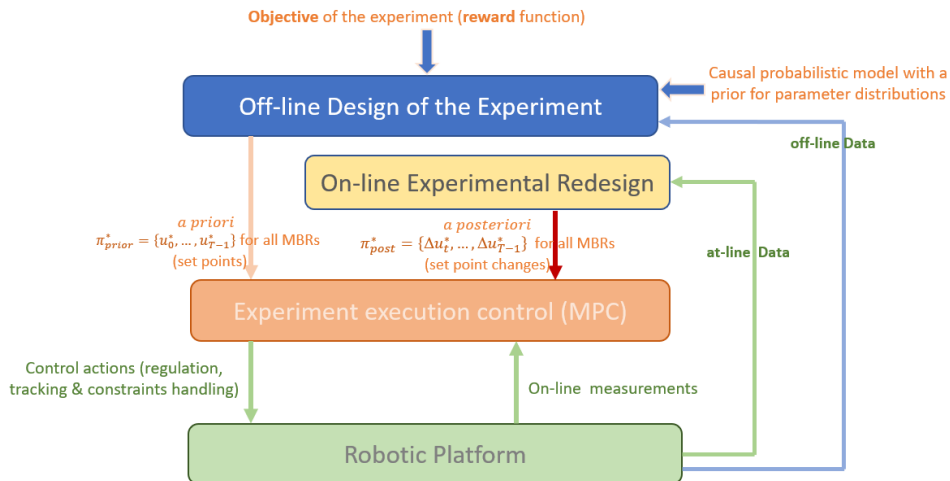 Objective of the experiment (reward function)
Causal probabilistic model with a
prior for parameter distributions
Off-line Design of the Experiment
off-line Data
On-line Experimental Redesign
a priori
π*prior = {u*0, … , u*T−1} for all MBRs
(set points)
a posteriori
π*post = {Δu*t, … , Δu*T−1} for all MBRs
(set point changes)
at-line Data
Experiment execution control (MPC)
Control actions (regulation,
tracking & constraints handling)
On-line measurements
Robotic Platform